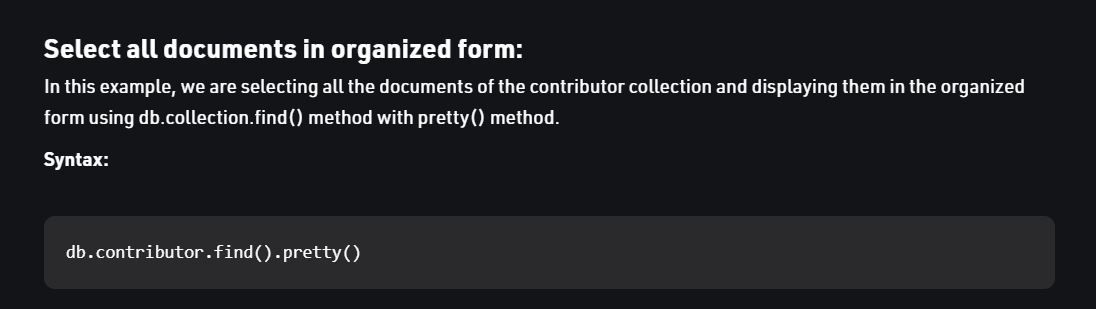 Select all documents in organized form:
In this example, we are selecting all the documents of the contributor collection and displaying them in the organized
form using db.collection.find() method with pretty() method.
Syntax:
db.contributor.find().pretty()